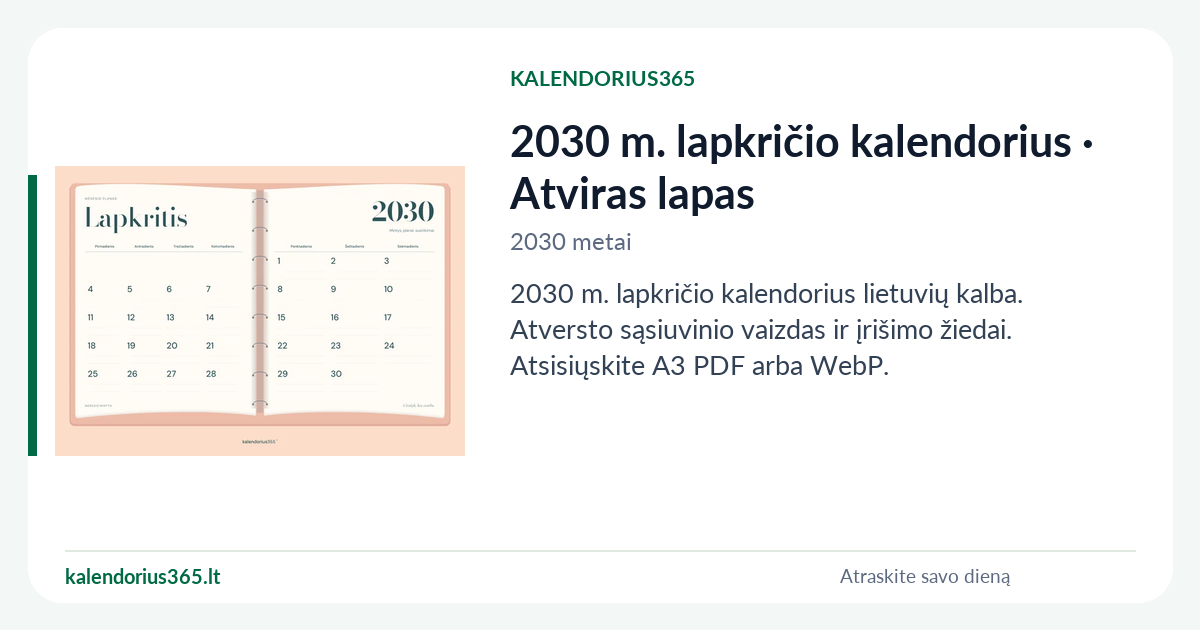 KALENDORIUS365
2030 m. lapkričio kalendorius ·
Atviras lapas
2030 metai
2030 m. lapkričio kalendorius lietuvių kalba.
Atversto sąsiuvinio vaizdas ir įrišimo žiedai.
Atsisiųskite A3 PDF arba WebP.
Lapkritis
2030
Pirmadienis Antradienis Trečiadienis Ketvirtadienis Penktadienis Šeštadienis Sekmadienis
1 2 3
4 5 6 7 8 9 10
11 12 13 14 15 16 17
18 19 20 21 22 23 24
25 26 27 28 29 30
kalendorius365
kalendorius365.lt
Atraskite savo dieną